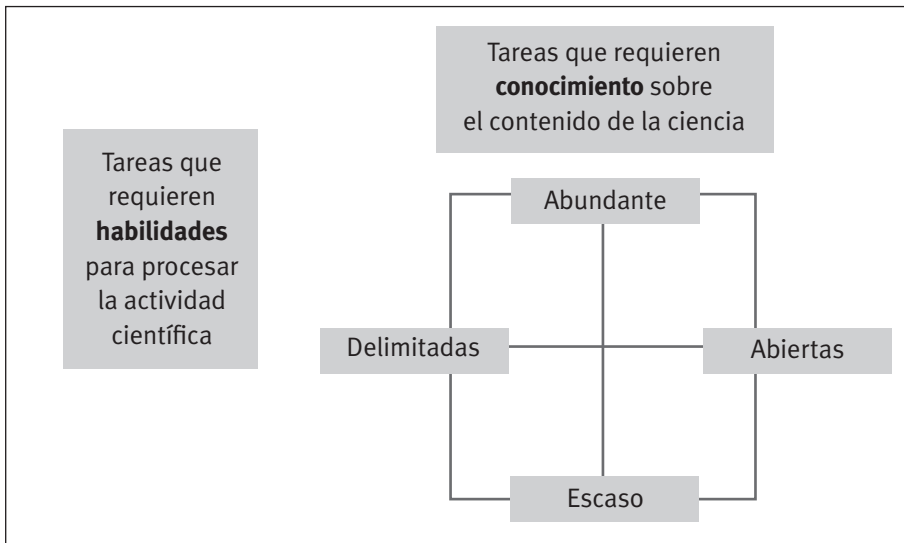 Tareas que requieren
conocimiento sobre
el contenido de la ciencia
Tareas que
requieren
habilidades
para procesar
la actividad
científica
Abundante
Delimitadas
Abiertas
Escaso